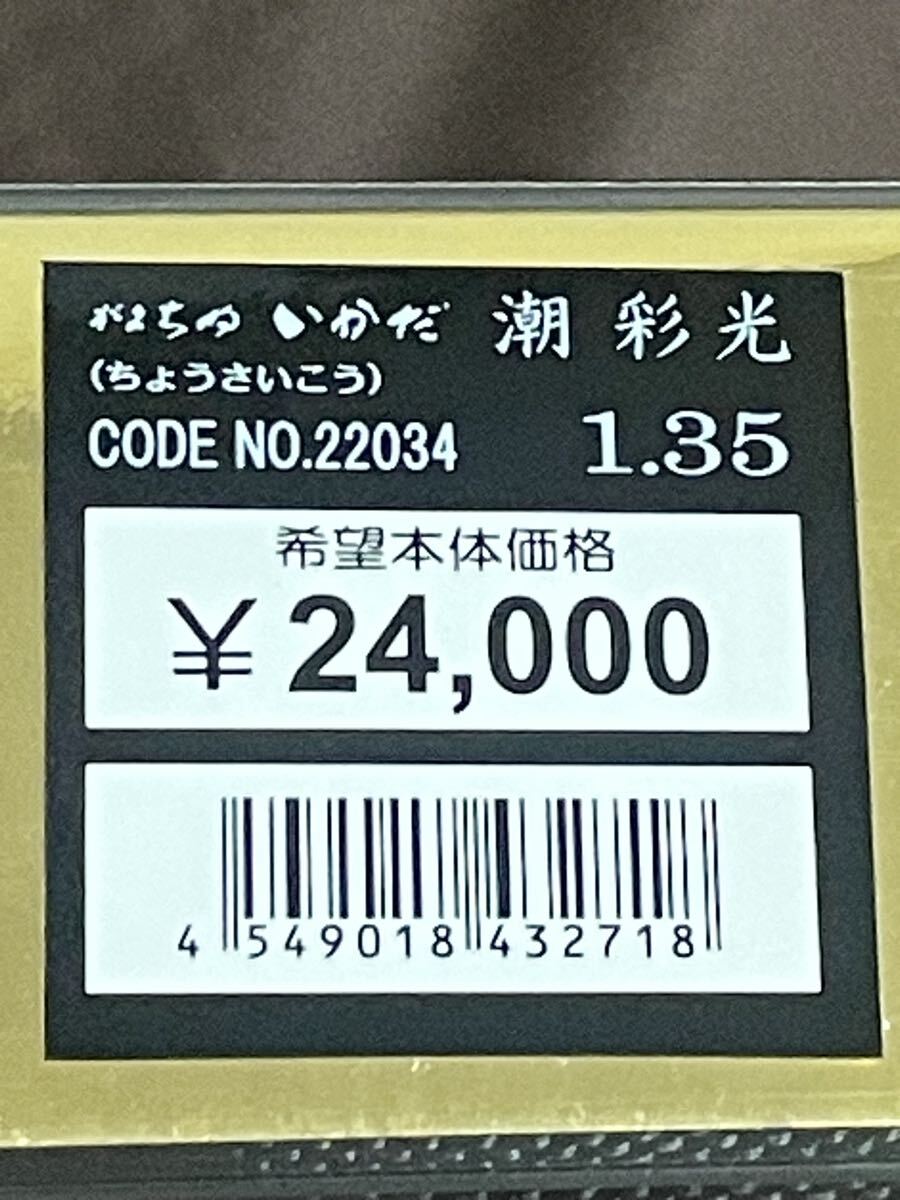 がまかつ いかだ 潮彩光
(ちょうさいこう)
CODE NO.22034 1.35
希望本体価格
¥24,000
4 549018 432718